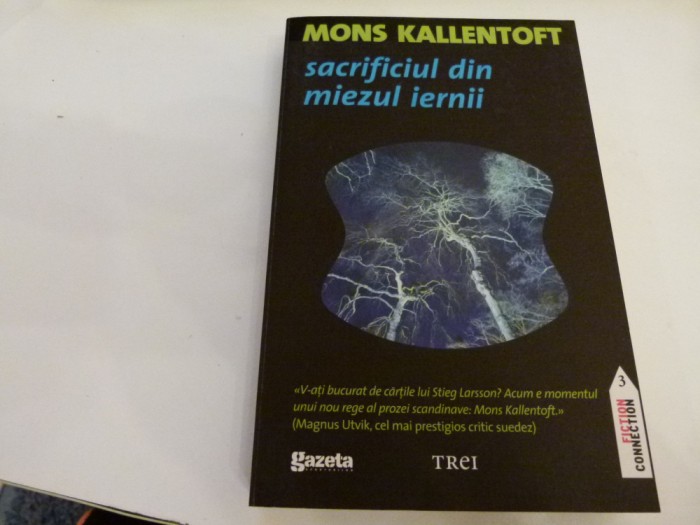 MONS KALLENTOFT
sacrificiul din
miezul iernii
«V-ați bucurat de cărțile lui Stieg Larsson? Acum e momentul
unui nou rege al prozei scandinave: Mons Kallentoft.»
(Magnus Utvik, cel mai prestigios critic suedez)
3
FICTION
CONNECTION
gazeta
SPORTURILOR
TREI